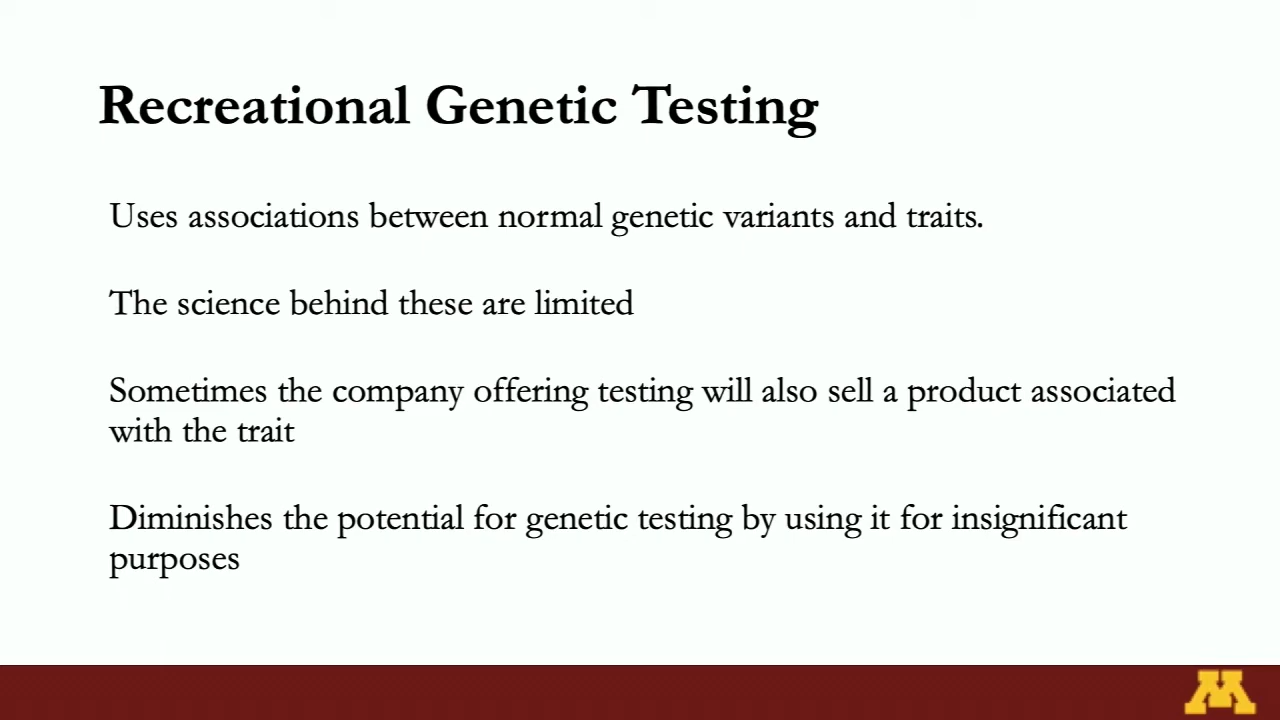 Recreational Genetic Testing
Uses associations between normal genetic variants and traits.
The science behind these are limited
Sometimes the company offering testing will also sell a product associated
with the trait
Diminishes the potential for genetic testing by using it for insignificant
purposes
M